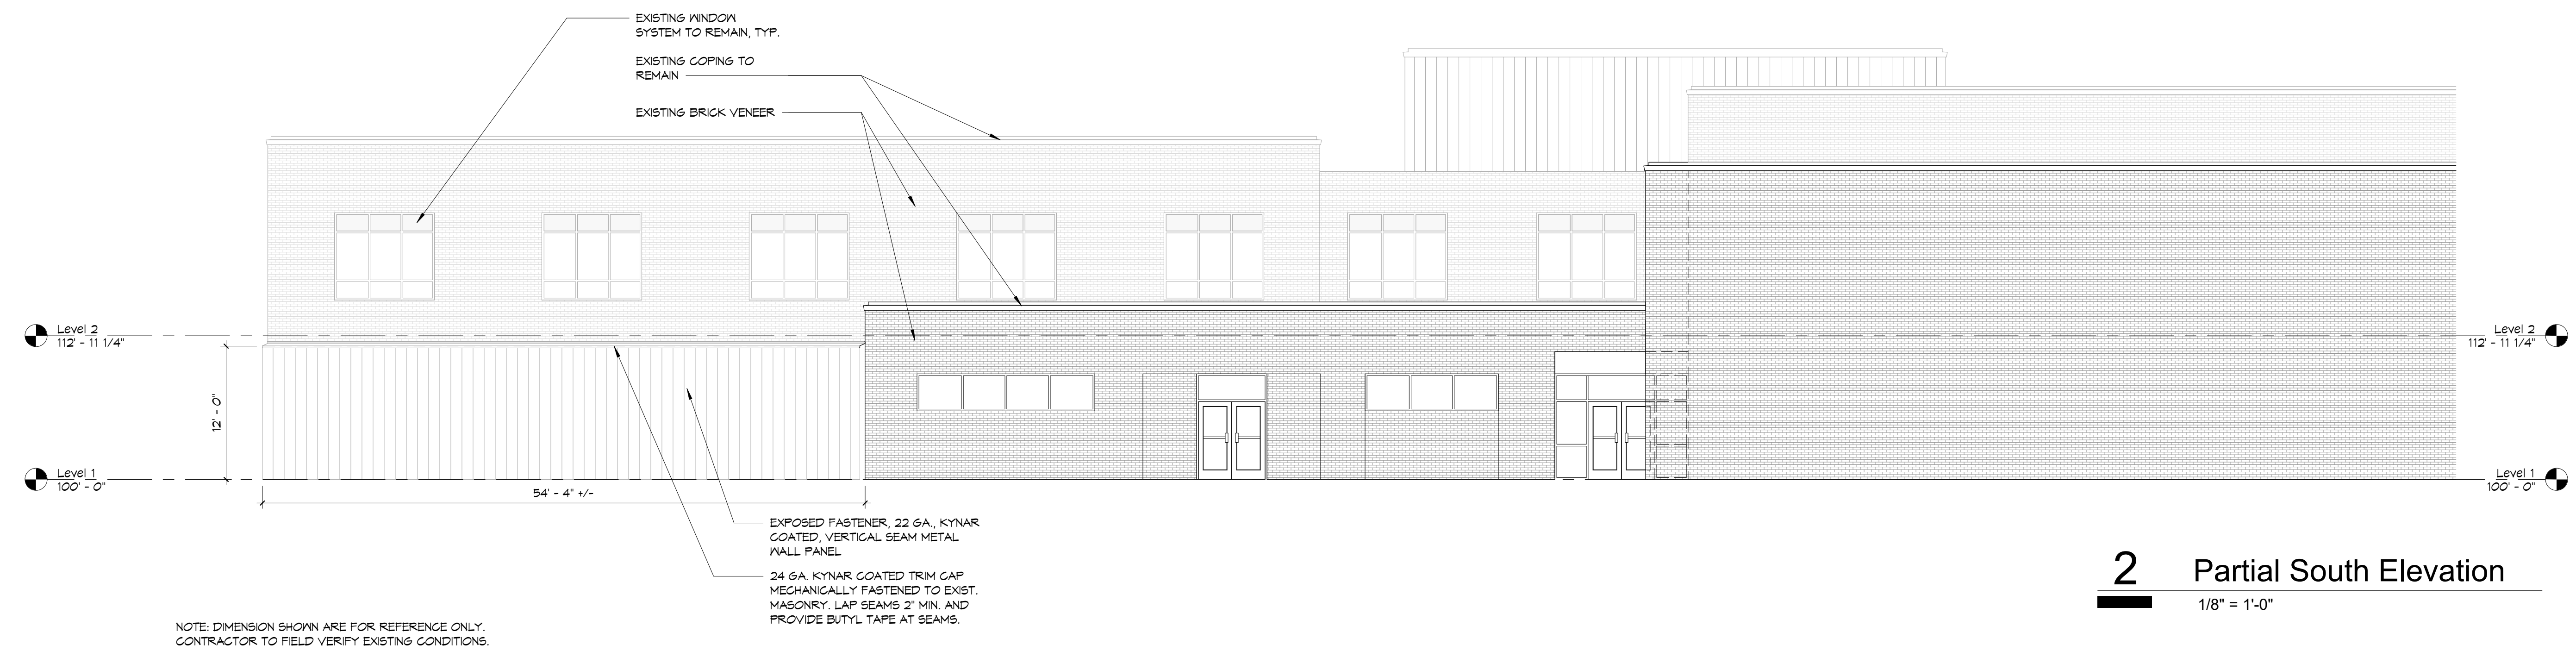 EXISTING WINDOW
SYSTEM TO REMAIN, TYP.
EXISTING COPING TO
REMAIN
EXISTING BRICK VENEER
Level 2
112' - 11 1/4"
Level 2
112' - 11 1/4"
12' - 0"
Level 1
100' - 0"
Level 1
100' - 0"
54' - 4" +/-
EXPOSED FASTENER, 22 GA., KYNAR
COATED, VERTICAL SEAM METAL
WALL PANEL
24 GA. KYNAR COATED TRIM CAP
MECHANICALLY FASTENED TO EXIST.
MASONRY. LAP SEAMS 2" MIN. AND
PROVIDE BUTYL TAPE AT SEAMS.
2 Partial South Elevation
1/8" = 1'-0"
NOTE: DIMENSION SHOWN ARE FOR REFERENCE ONLY.
CONTRACTOR TO FIELD VERIFY EXISTING CONDITIONS.